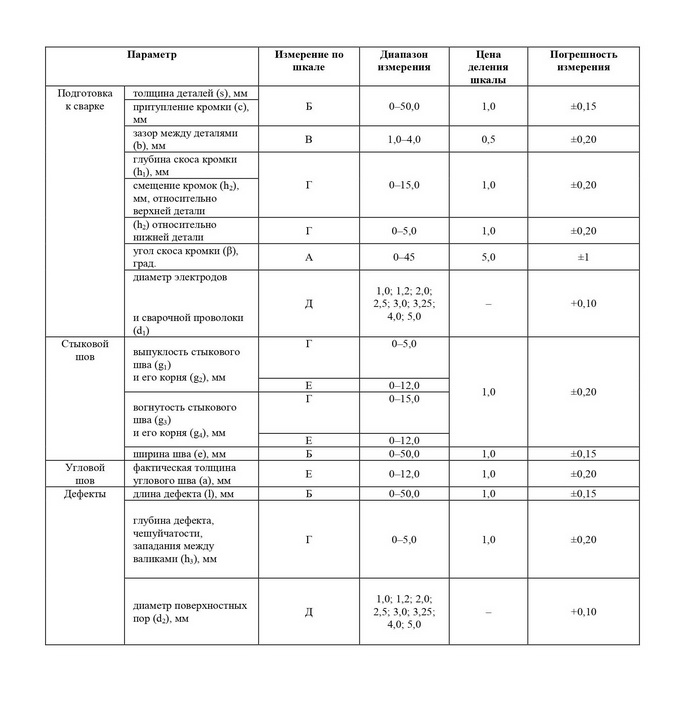 Параметр
Измерение по
шкале
Диапазон
измерения
Цена
деления
шкалы
Погрешность
измерения
Подготовка
к сварке
толщина деталей (s), мм
притупление кромки (c),
мм
Б
0–50,0
1,0
±0,15
зазор между деталями
(b), мм
В
1,0–4,0
0,5
±0,20
глубина скоса кромки
(h₁), мм
смещение кромок (h₂),
мм, относительно
верхней детали
Г
0–15,0
1,0
±0,20
(h₂) относительно
нижней детали
Г
0–5,0
1,0
±0,20
угол скоса кромки (β),
град.
А
0–45
5,0
±1
диаметр электродов
и сварочной проволоки
(d₁)
Д
1,0; 1,2; 2,0;
2,5; 3,0; 3,25;
4,0; 5,0
–
+0,10
Стыковой
шов
выпуклость стыкового
шва (g₁)
и его корня (g₂), мм
Г
0–5,0
Е
0–12,0
1,0
±0,20
вогнутость стыкового
шва (g₃)
и его корня (g₄), мм
Г
0–15,0
Е
0–12,0
ширина шва (e), мм
Б
0–50,0
1,0
±0,15
Угловой
шов
фактическая толщина
углового шва (a), мм
Е
0–12,0
1,0
±0,20
Дефекты
длина дефекта (l), мм
Б
0–50,0
1,0
±0,15
глубина дефекта,
чешуйчатости,
западания между
валиками (h₃), мм
Г
0–5,0
1,0
±0,20
диаметр поверхностных
пор (d₂), мм
Д
1,0; 1,2; 2,0;
2,5; 3,0; 3,25;
4,0; 5,0
–
+0,10